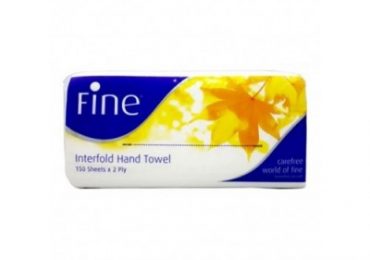 Fine
Interfold Hand Towel
150 Sheets x 2 Ply
carefree
world of fine